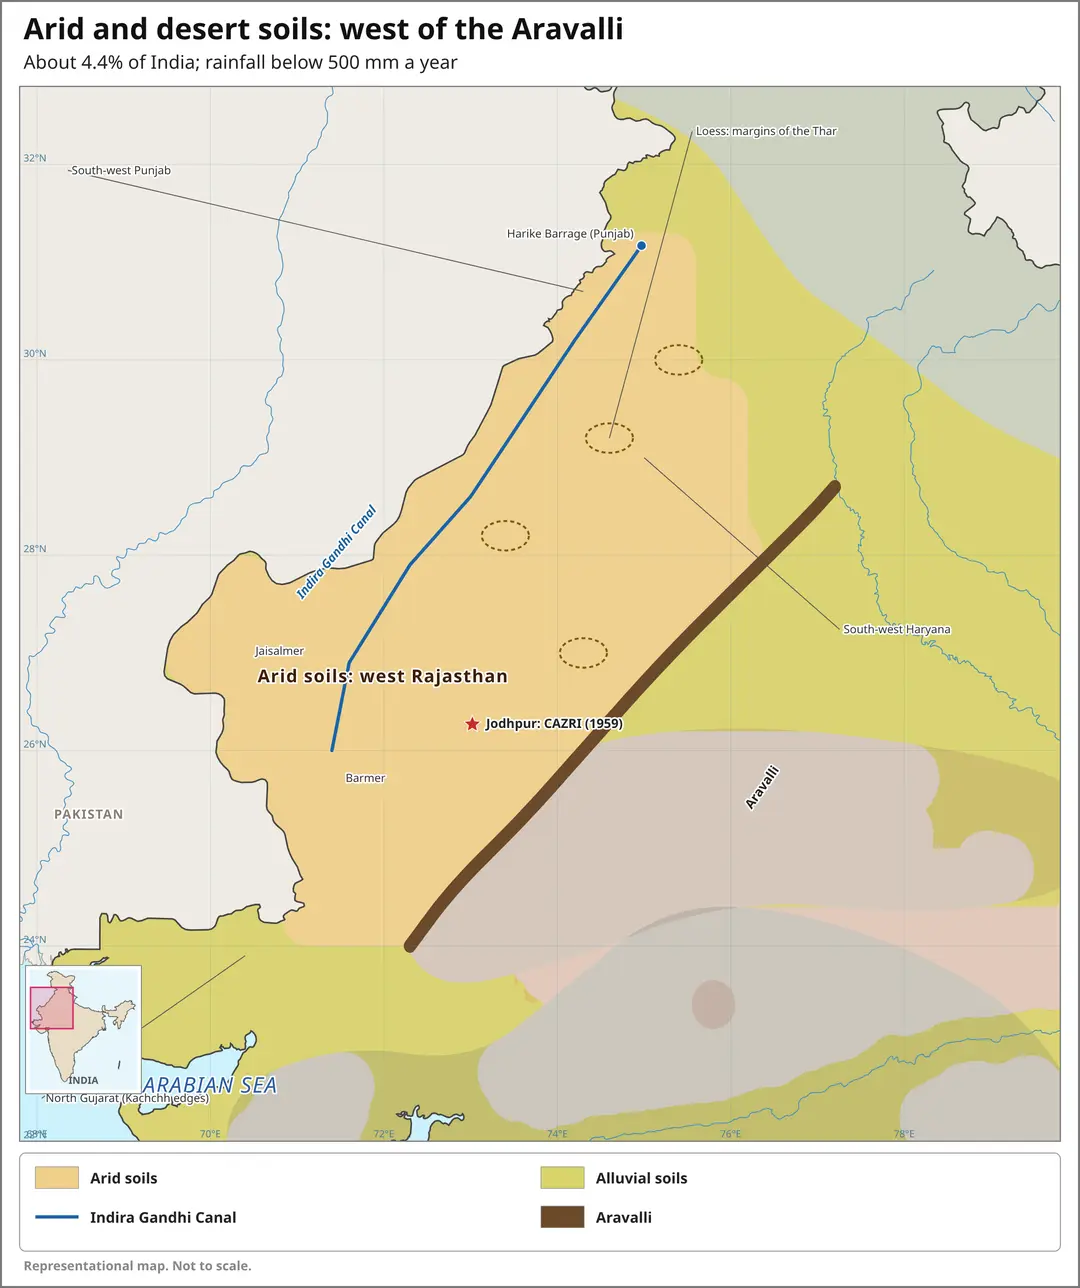 Arid and desert soils: west of the Aravalli
About 4.4% of India; rainfall below 500 mm a year
Loess: margins of the Thar
32°N
South-west Punjab
Harike Barrage (Punjab)
30°N
Indira Gandhi Canal
28°N
South-west Haryana
Jaisalmer
Arid soils: west Rajasthan
Jodhpur: CAZRI (1959)
26°N
Barmer
Aravalli
PAKISTAN
24°N
INDIA
ARABIAN SEA
North Gujarat (Kachchh edges)
70°E
72°E
74°E
76°E
78°E
Arid soils
Alluvial soils
Indira Gandhi Canal
Aravalli
Representational map. Not to scale.